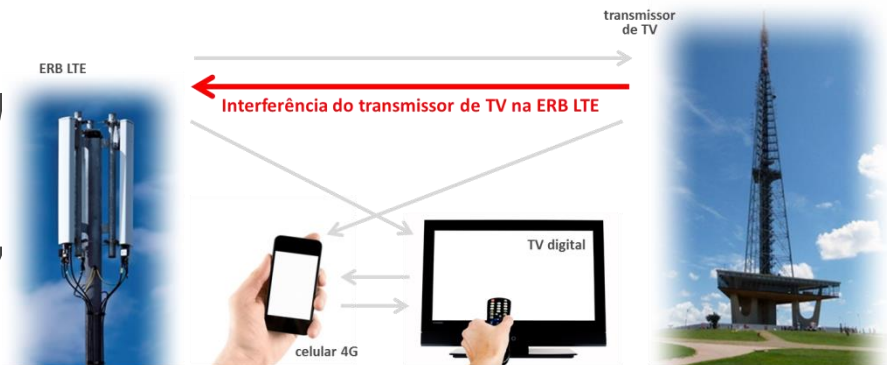 transmissor
de TV
ERB LTE
Interferência do transmissor de TV na ERB LTE
TV digital
celular 4G